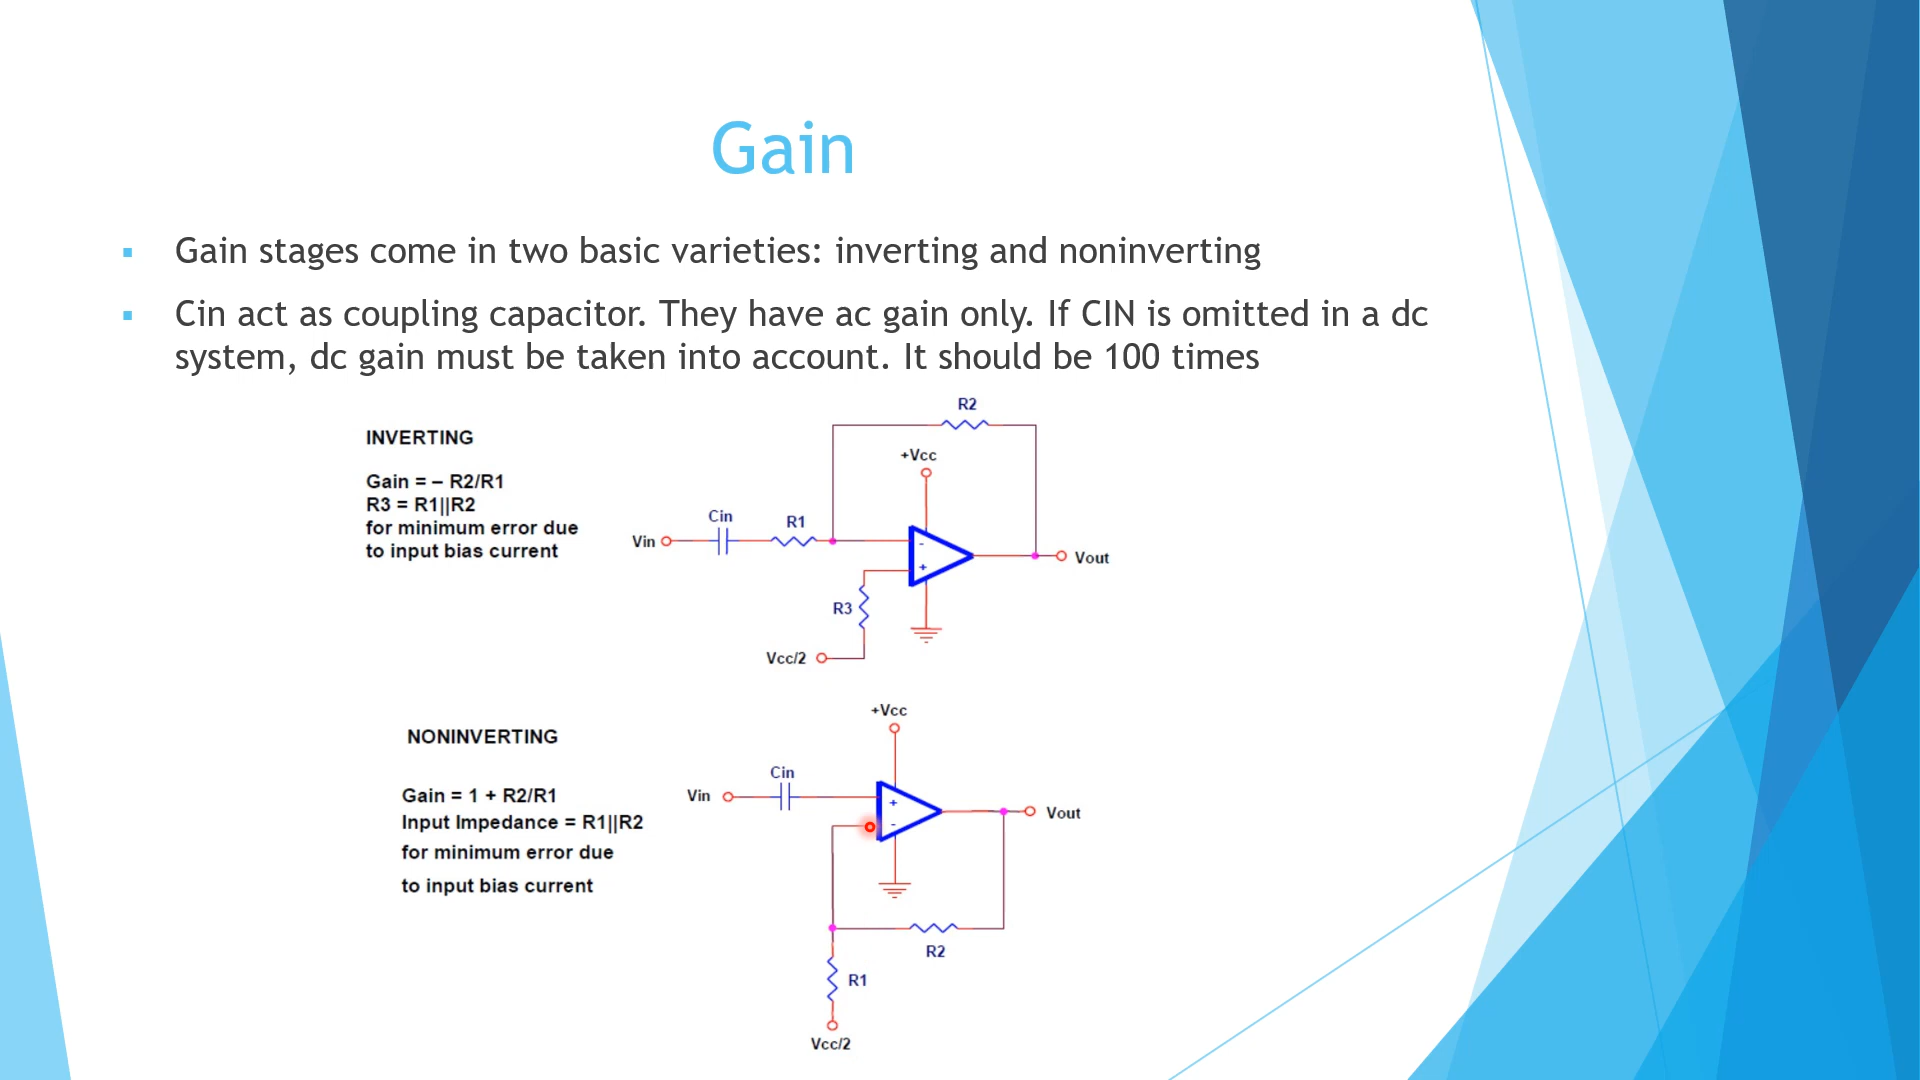 Gain
Gain stages come in two basic varieties: inverting and noninverting
Cin act as coupling capacitor. They have ac gain only. If CIN is omitted in a dc
system, dc gain must be taken into account. It should be 100 times
R2
INVERTING
+Vcc
Gain = – R2/R1
R3 = R1||R2
for minimum error due
to input bias current
Cin
R1
Vin
-
+
Vout
R3
Vcc/2
+Vcc
NONINVERTING
Cin
Gain = 1 + R2/R1
Vin
+
-
Vout
Input Impedance = R1||R2
for minimum error due
to input bias current
R2
R1
Vcc/2